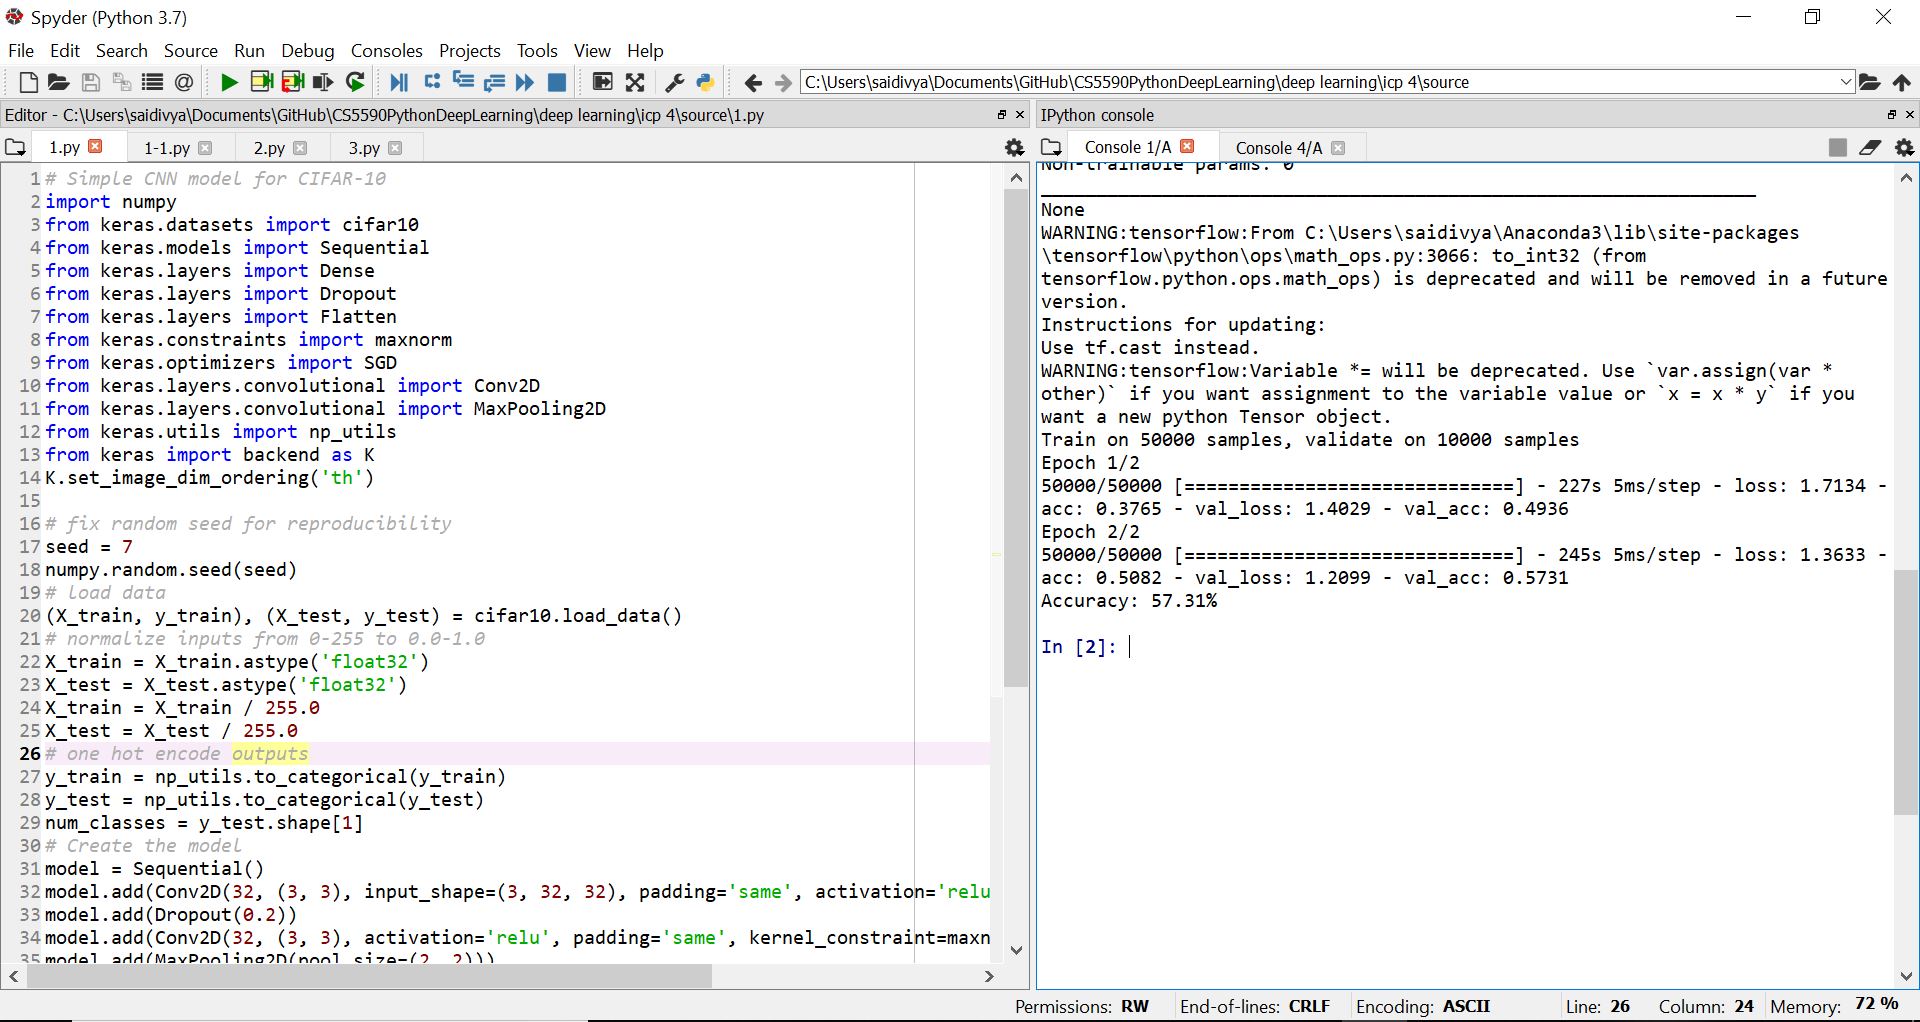 Spyder (Python 3.7)
File Edit Search Source Run Debug Consoles Projects Tools View Help
C:\Users\saidivya\Documents\GitHub\CS5590PythonDeepLearning\deep learning\icp 4\source
Editor - C:\Users\saidivya\Documents\GitHub\CS5590PythonDeepLearning\deep learning\icp 4\source\1.py
1.py 1-1.py 2.py 3.py
1 # Simple CNN model for CIFAR-10
2 import numpy
3 from keras.datasets import cifar10
4 from keras.models import Sequential
5 from keras.layers import Dense
6 from keras.layers import Dropout
7 from keras.layers import Flatten
8 from keras.constraints import maxnorm
9 from keras.optimizers import SGD
10 from keras.layers.convolutional import Conv2D
11 from keras.layers.convolutional import MaxPooling2D
12 from keras.utils import np_utils
13 from keras import backend as K
14 K.set_image_dim_ordering('th')
15
16 # fix random seed for reproducibility
17 seed = 7
18 numpy.random.seed(seed)
19 # load data
20 (X_train, y_train), (X_test, y_test) = cifar10.load_data()
21 # normalize inputs from 0-255 to 0.0-1.0
22 X_train = X_train.astype('float32')
23 X_test = X_test.astype('float32')
24 X_train = X_train / 255.0
25 X_test = X_test / 255.0
26 # one hot encode outputs
27 y_train = np_utils.to_categorical(y_train)
28 y_test = np_utils.to_categorical(y_test)
29 num_classes = y_test.shape[1]
30 # Create the model
31 model = Sequential()
32 model.add(Conv2D(32, (3, 3), input_shape=(3, 32, 32), padding='same', activation='relu
33 model.add(Dropout(0.2))
34 model.add(Conv2D(32, (3, 3), activation='relu', padding='same', kernel_constraint=maxn
35 model.add(MaxPooling2D(pool_size=(2, 2)))
IPython console
Console 1/A Console 4/A
Non-trainable params: 0
None
WARNING:tensorflow:From C:\Users\saidivya\Anaconda3\lib\site-packages
\tensorflow\python\ops\math_ops.py:3066: to_int32 (from
tensorflow.python.ops.math_ops) is deprecated and will be removed in a future
version.
Instructions for updating:
Use tf.cast instead.
WARNING:tensorflow:Variable *= will be deprecated. Use `var.assign(var *
other)` if you want assignment to the variable value or `x = x * y` if you
want a new python Tensor object.
Train on 50000 samples, validate on 10000 samples
Epoch 1/2
50000/50000 [==============================] - 227s 5ms/step - loss: 1.7134 -
acc: 0.3765 - val_loss: 1.4029 - val_acc: 0.4936
Epoch 2/2
50000/50000 [==============================] - 245s 5ms/step - loss: 1.3633 -
acc: 0.5082 - val_loss: 1.2099 - val_acc: 0.5731
Accuracy: 57.31%
In [2]:
Permissions: RW End-of-lines: CRLF Encoding: ASCII Line: 26 Column: 24 Memory: 72 %